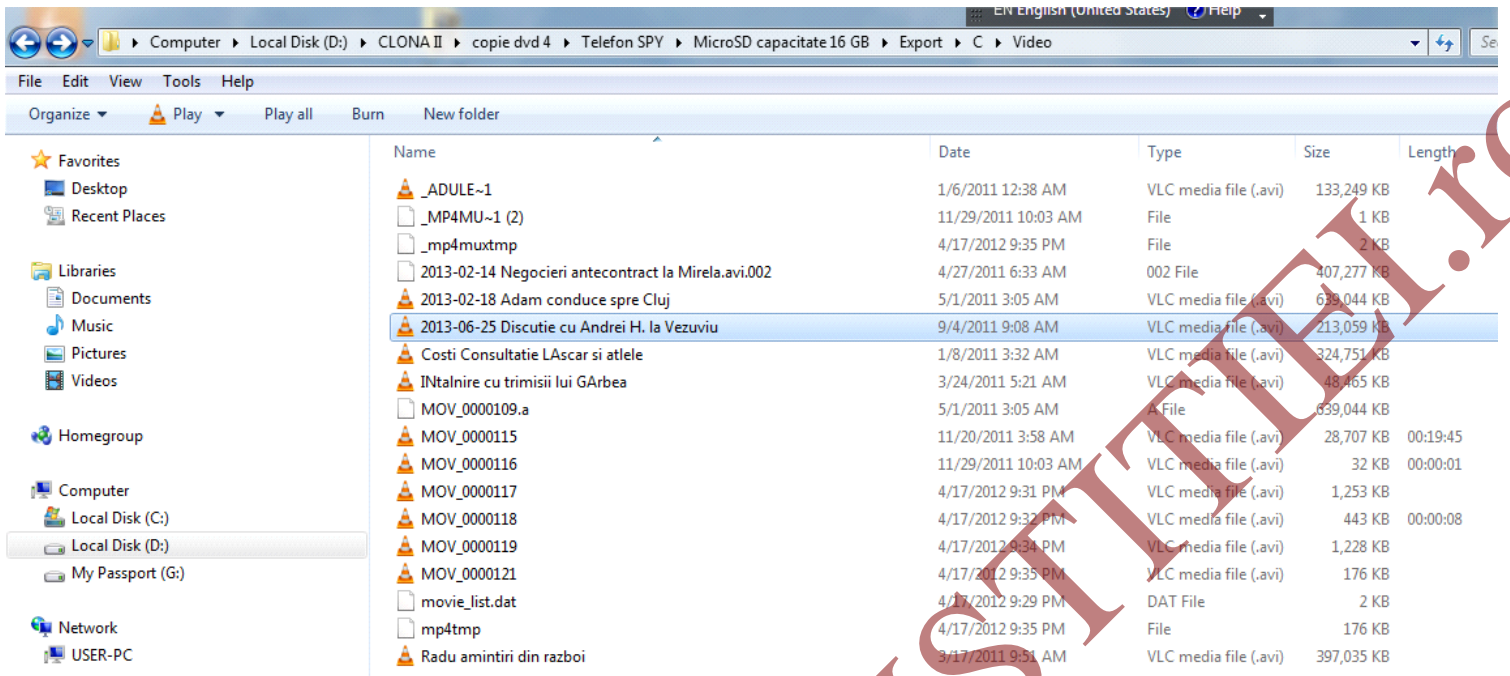 EN English (United States) Help
Computer Local Disk (D:) CLONA II copie dvd 4 Telefon SPY MicroSD capacitate 16 GB Export C Video
File Edit View Tools Help
Organize Play Play all Burn New folder
Name Date Type Size Length
Favorites
Desktop
Recent Places
Libraries
Documents
Music
Pictures
Videos
Homegroup
Computer
Local Disk (C:)
Local Disk (D:)
My Passport (G:)
Network
USER-PC
_ADULE~1 1/6/2011 12:38 AM VLC media file (.avi) 133,249 KB
_MP4MU~1 (2) 11/29/2011 10:03 AM File 1 KB
_mp4muxtmp 4/17/2012 9:35 PM File 2 KB
2013-02-14 Negocieri antecontract la Mirela.avi.002 4/27/2011 6:33 AM 002 File 407,277 KB
2013-02-18 Adam conduce spre Cluj 5/1/2011 3:05 AM VLC media file (.avi) 639,044 KB
2013-06-25 Discutie cu Andrei H. la Vezuviu 9/4/2011 9:08 AM VLC media file (.avi) 213,059 KB
Costi Consultatie LAscar si atlele 1/8/2011 3:32 AM VLC media file (.avi) 324,751 KB
INtalnire cu trimisii lui GArbea 3/24/2011 5:21 AM VLC media file (.avi) 48,465 KB
MOV_0000109.a 5/1/2011 3:05 AM A File 639,044 KB
MOV_0000115 11/20/2011 3:58 AM VLC media file (.avi) 28,707 KB 00:19:45
MOV_0000116 11/29/2011 10:03 AM VLC media file (.avi) 32 KB 00:00:01
MOV_0000117 4/17/2012 9:31 PM VLC media file (.avi) 1,253 KB
MOV_0000118 4/17/2012 9:32 PM VLC media file (.avi) 443 KB 00:00:08
MOV_0000119 4/17/2012 9:34 PM VLC media file (.avi) 1,228 KB
MOV_0000121 4/17/2012 9:35 PM VLC media file (.avi) 176 KB
movie_list.dat 4/17/2012 9:29 PM DAT File 2 KB
mp4tmp 4/17/2012 9:35 PM File 176 KB
Radu amintiri din razboi 3/17/2011 9:51 AM VLC media file (.avi) 397,035 KB
USTITIEI.ro